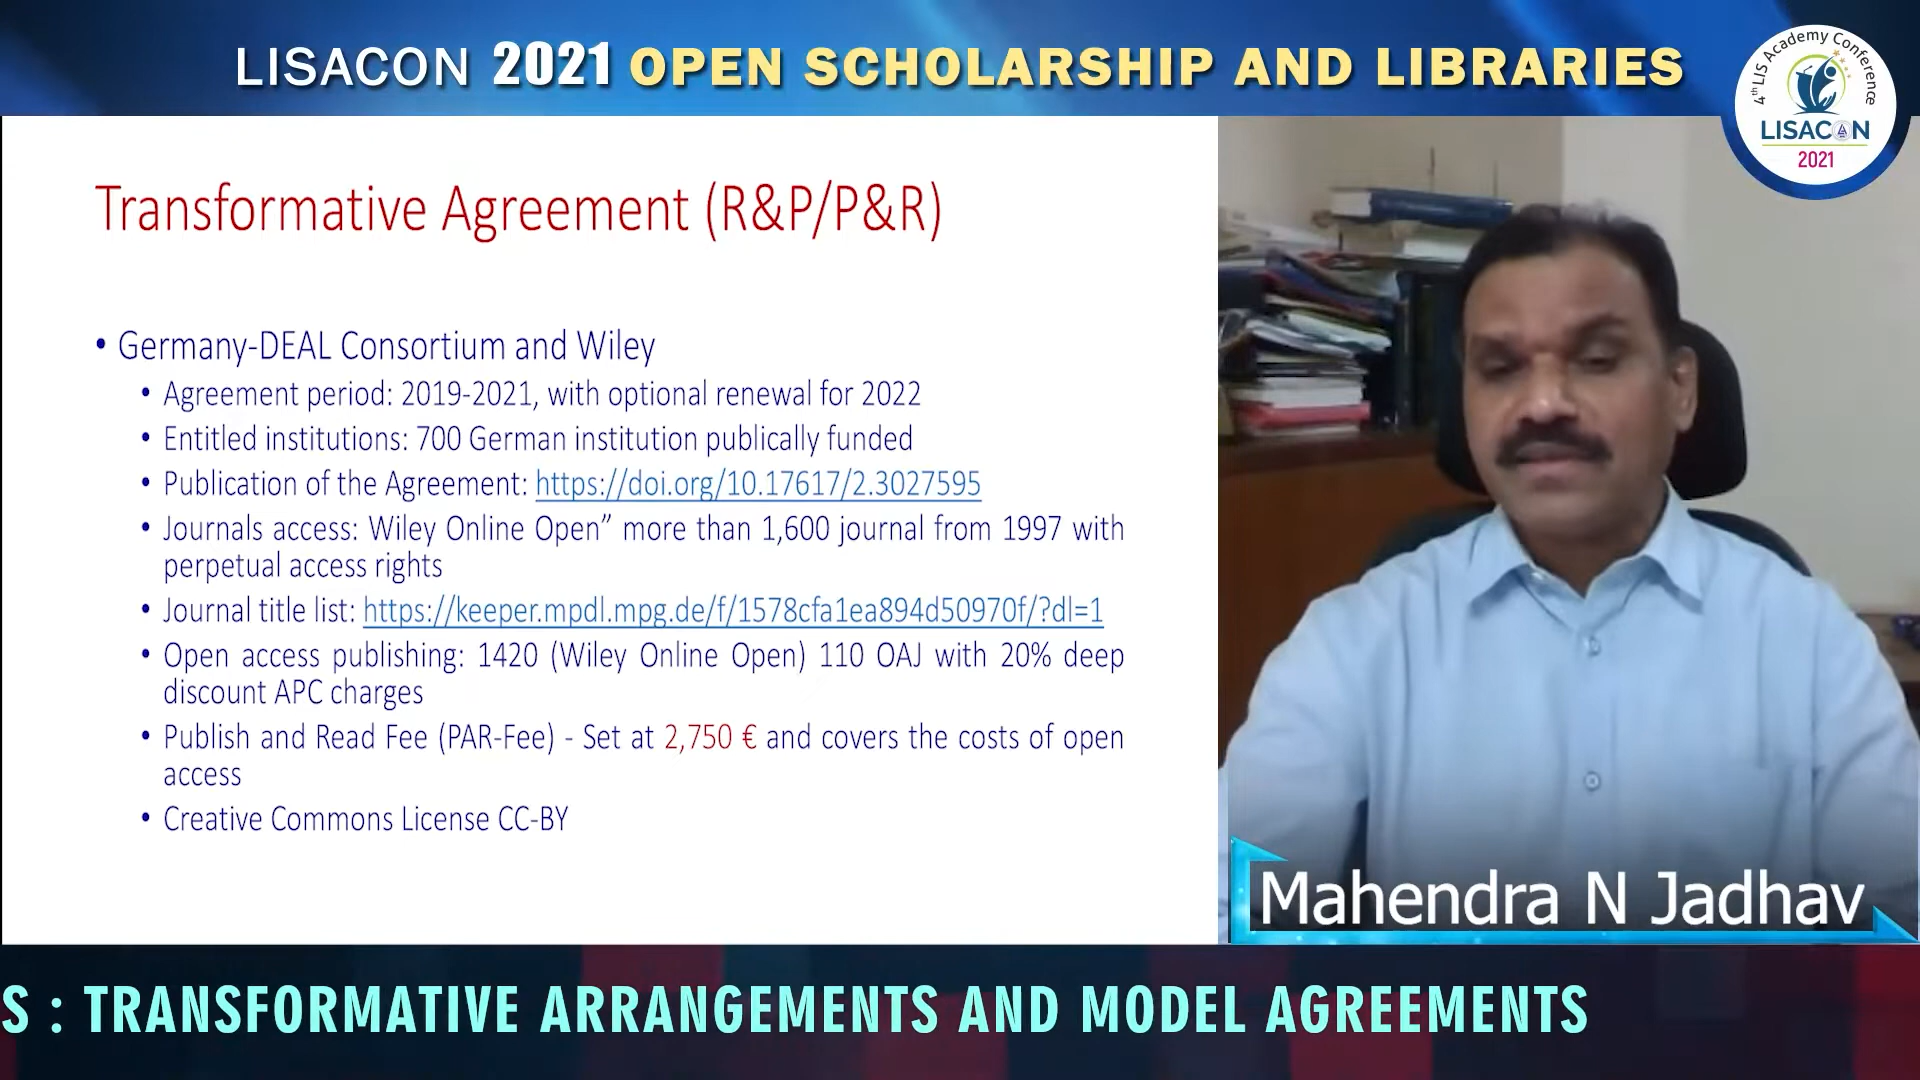 LISACON 2021 OPEN SCHOLARSHIP AND LIBRARIES
4th LIS Academy Conference
LISACON
2021
Transformative Agreement (R&P/P&R)
• Germany-DEAL Consortium and Wiley
• Agreement period: 2019-2021, with optional renewal for 2022
• Entitled institutions: 700 German institution publically funded
• Publication of the Agreement: https://doi.org/10.17617/2.3027595
• Journals access: Wiley Online Open” more than 1,600 journal from 1997 with
perpetual access rights
• Journal title list: https://keeper.mpdl.mpg.de/f/1578cfa1ea894d50970f/?dl=1
• Open access publishing: 1420 (Wiley Online Open) 110 OAJ with 20% deep
discount APC charges
• Publish and Read Fee (PAR-Fee) - Set at 2,750 € and covers the costs of open
access
• Creative Commons License CC-BY
Mahendra N Jadhav
S : TRANSFORMATIVE ARRANGEMENTS AND MODEL AGREEMENTS